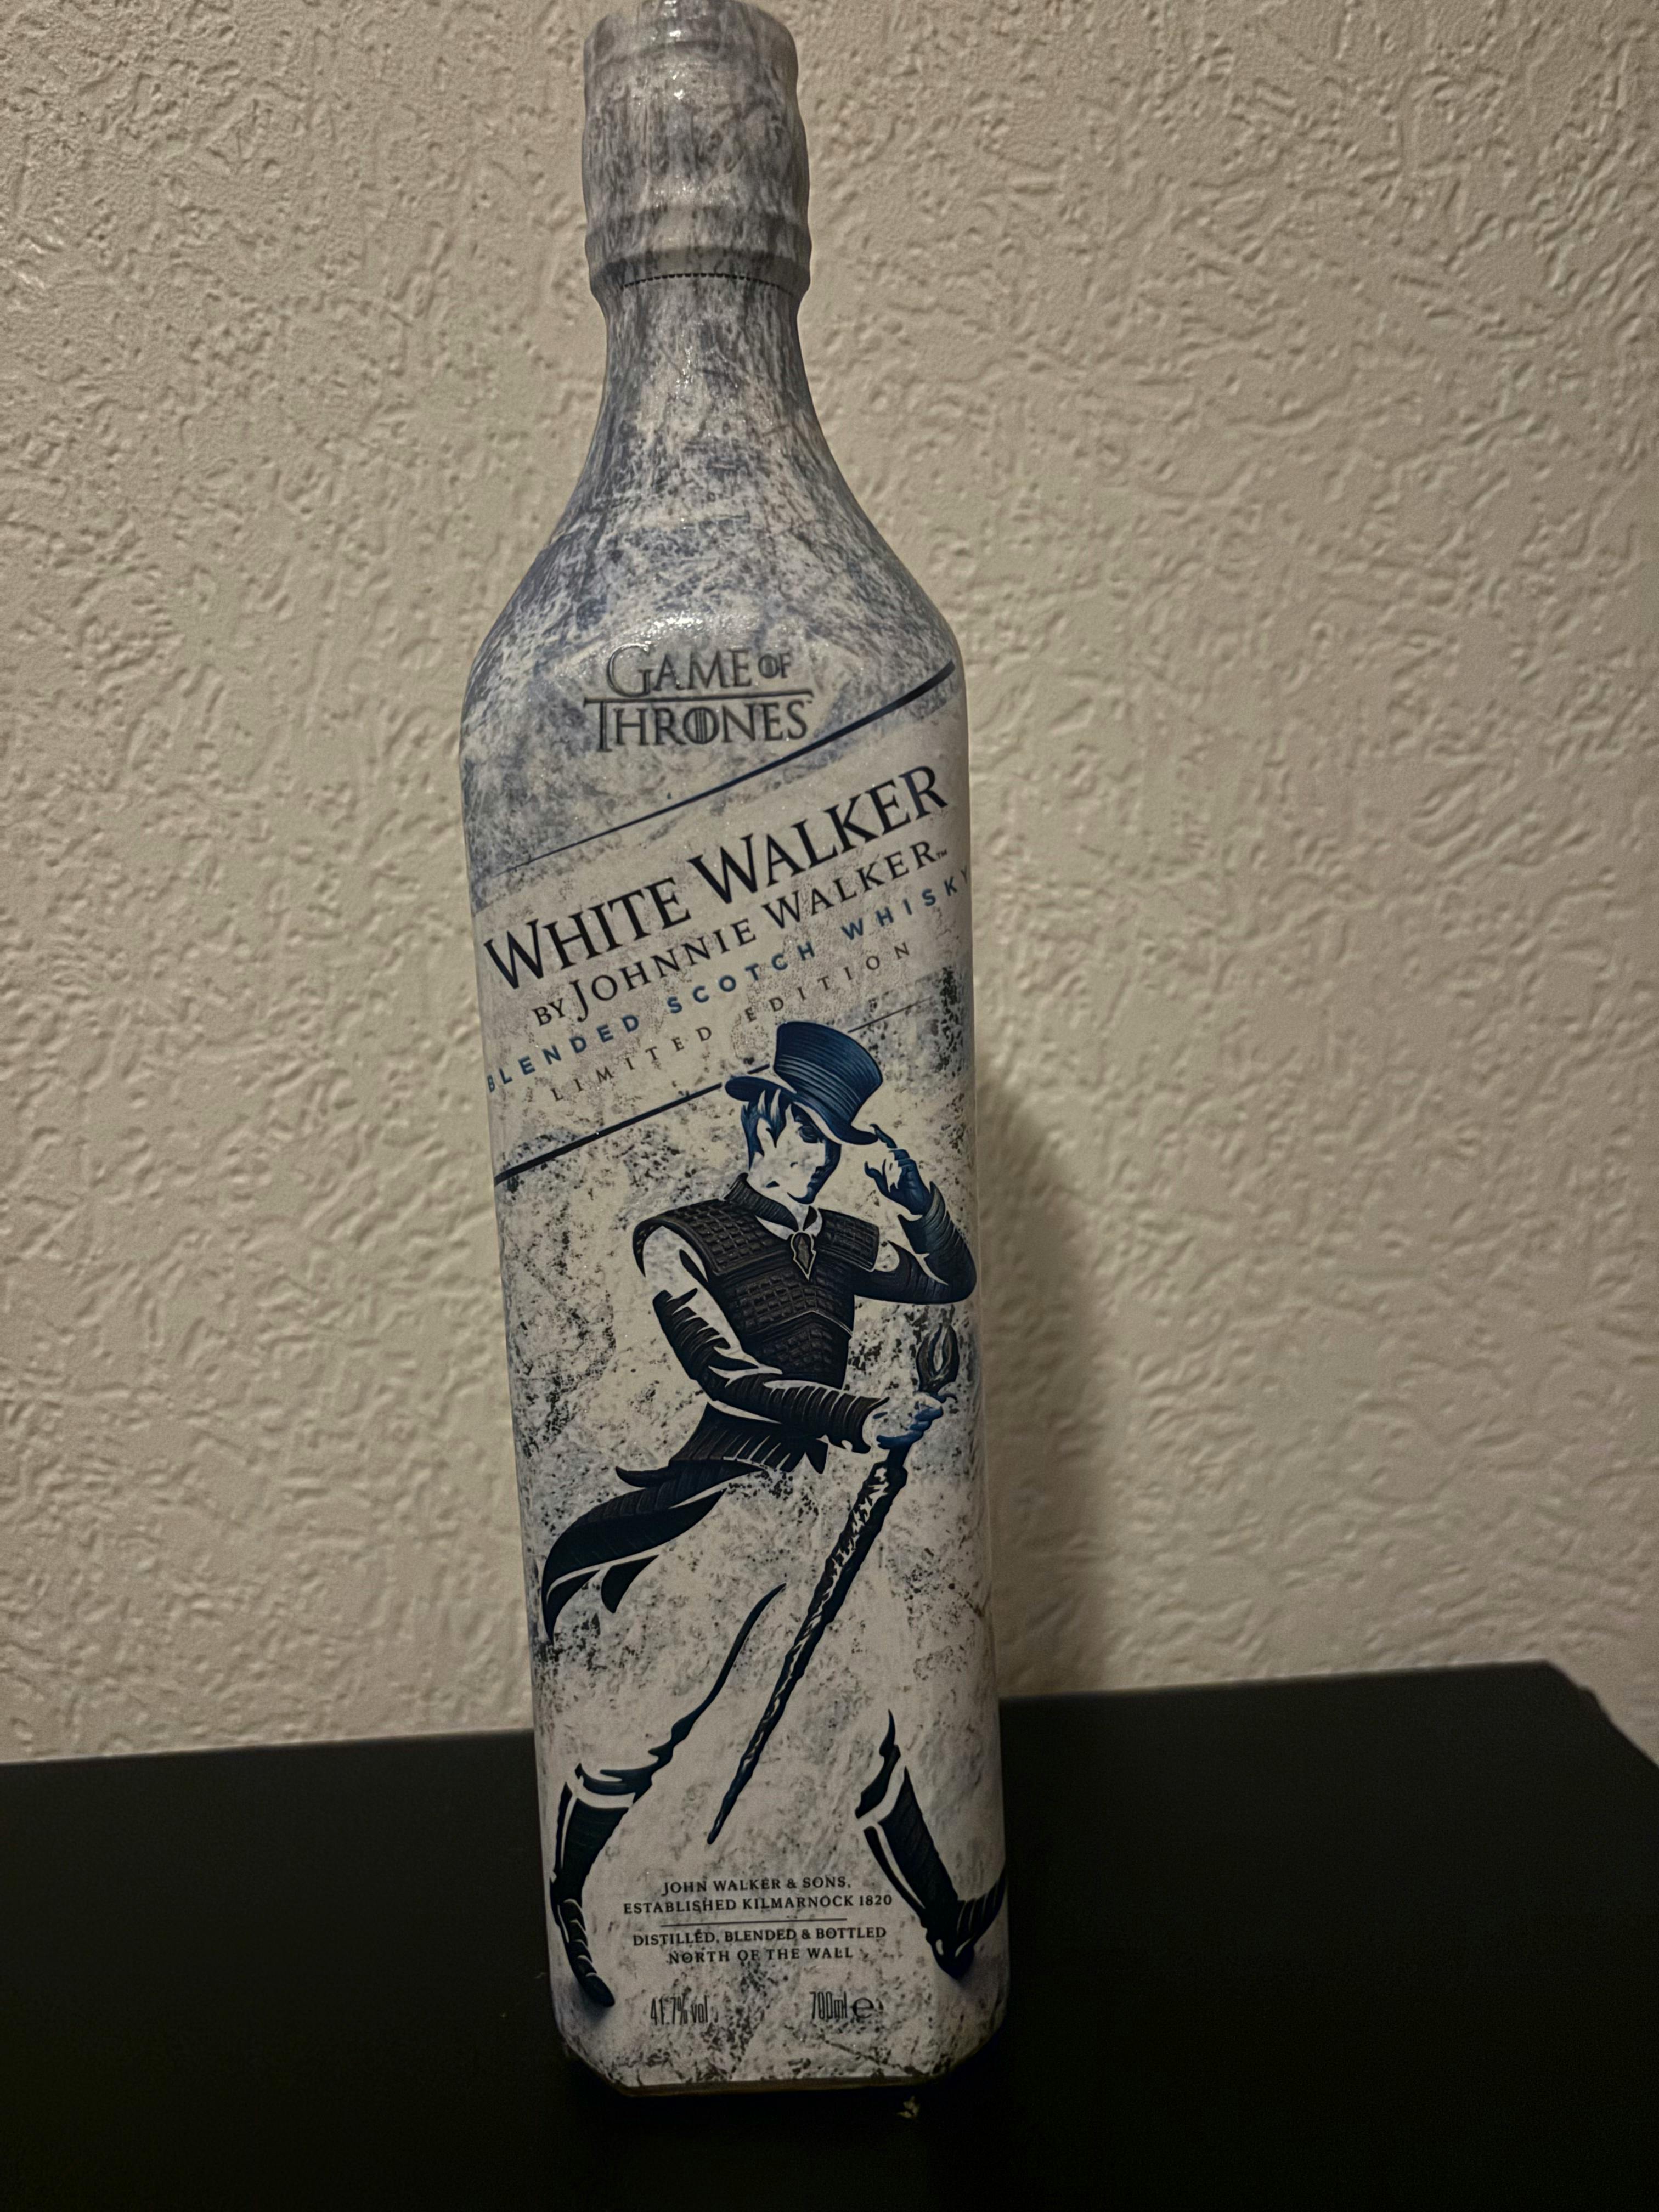 GAME OF
THRONES
WHITE WALKER
BY JOHNNIE WALKER™
BLENDED SCOTCH WHISKY
LIMITED EDITION
JOHN WALKER & SONS,
ESTABLISHED KILMARNOCK 1820
DISTILLED, BLENDED & BOTTLED
NORTH OF THE WALL
41.7% vol 700ml ℮